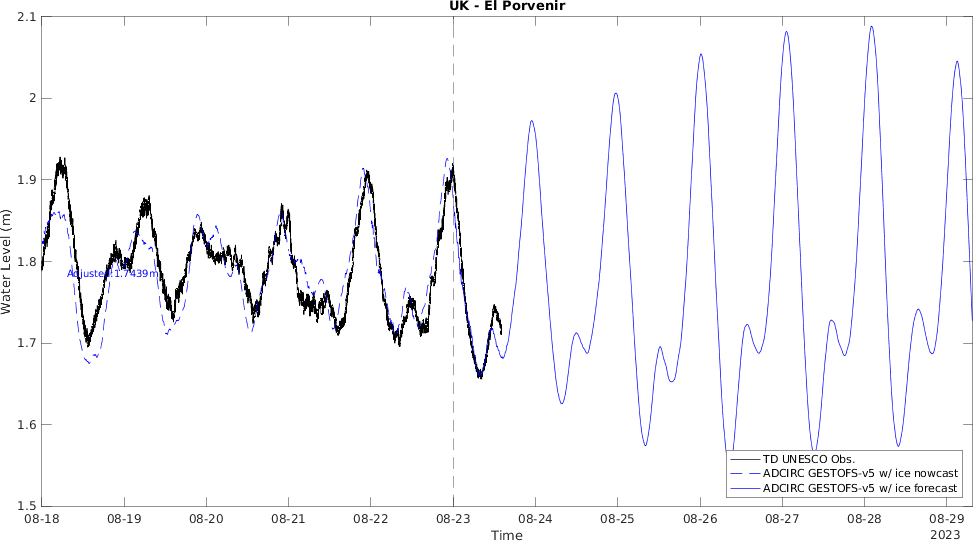 UK - El Porvenir
2.1
2
1.9
1.8
1.7
1.6
1.5
Water Level (m)
Adjusted:1.7439m
TD UNESCO Obs.
ADCIRC GESTOFS-v5 w/ ice nowcast
ADCIRC GESTOFS-v5 w/ ice forecast
08-18 08-19 08-20 08-21 08-22 08-23 08-24 08-25 08-26 08-27 08-28 08-29
2023
Time